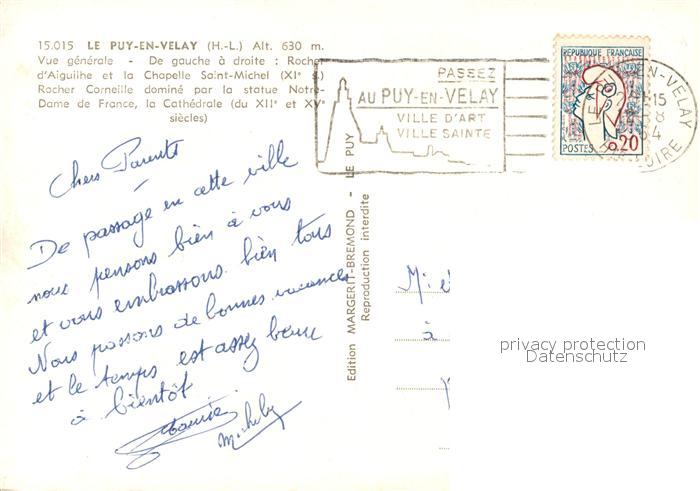 15.015 LE PUY-EN-VELAY (H.-L.) Alt. 630 m.
Vue générale - De gauche à droite : Rocher
d'Aiguilhe et la Chapelle Saint-Michel (XIe s.)
Rocher Corneille dominé par la statue Notre-
Dame de France, la Cathédrale (du XIIe et XVe
siècles)
PASSEZ
AU PUY-EN-VELAY
VILLE D'ART
VILLE SAINTE
REPUBLIQUE FRANÇAISE
POSTES 0,20
EN-VELAY
15
LOIRE
Chers Parents
De passage en cette ville
nous pensons bien à vous
et vous embrassons bien tous
Nous passons de bonnes vacances
et le temps est assez beau
à bientôt
Edition MARGERIT-BREMOND - LE PUY
Reproduction interdite
à
privacy protection
Datenschutz